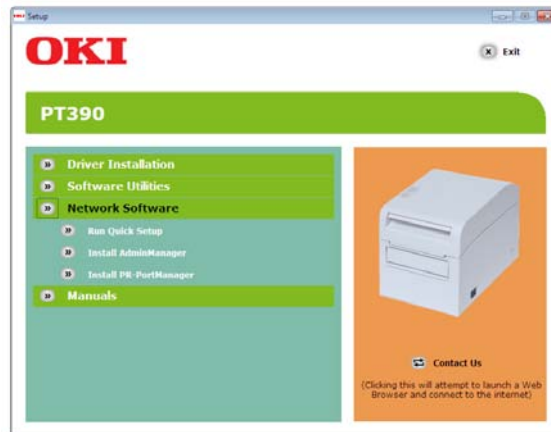 OKI Setup
OKI
Exit
PT390
Driver Installation
Software Utilities
Network Software
Run Quick Setup
Install AdminManager
Install PR-PortManager
Manuals
Contact Us
(Clicking this will attempt to launch a Web
Browser and connect to the internet)